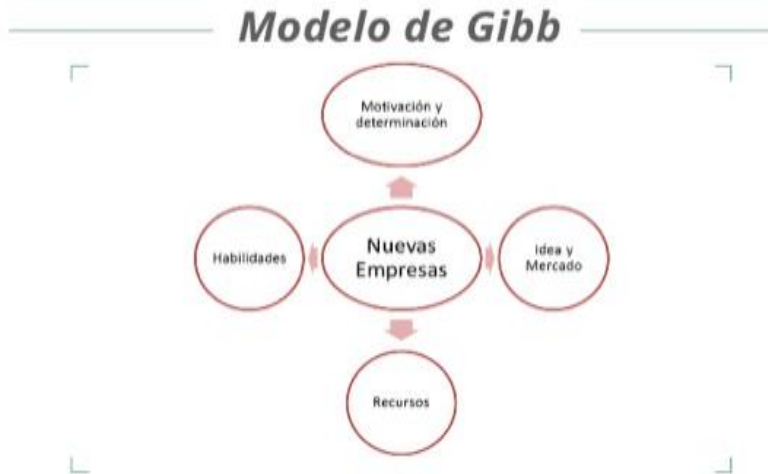 Modelo de Gibb
Motivación y
determinación
Habilidades
Nuevas
Empresas
Idea y
Mercado
Recursos